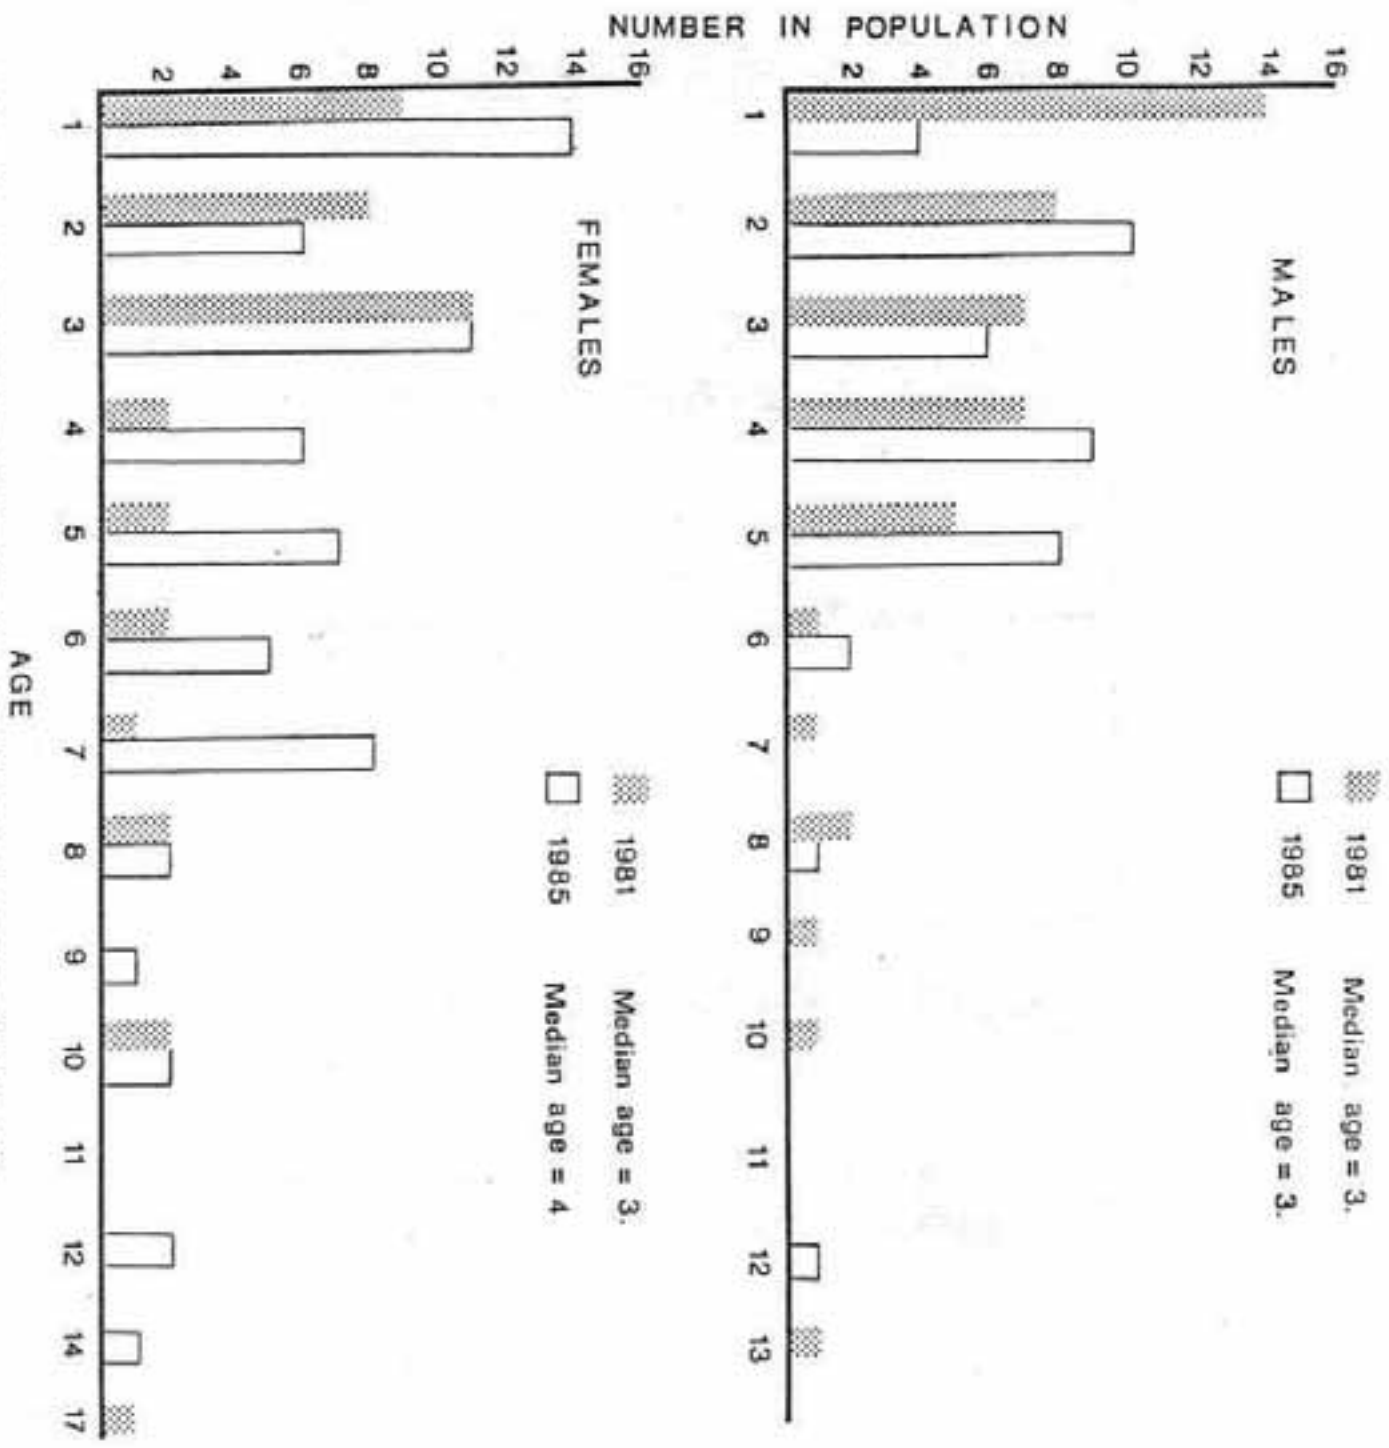 NUMBER IN POPULATION
16
14
12
10
8
6
4
2
MALES
1981 Median age = 3.
1985 Median age = 3.
1 2 3 4 5 6 7 8 9 10 11 12 13
16
14
12
10
8
6
4
2
FEMALES
1981 Median age = 3.
1985 Median age = 4
1 2 3 4 5 6 7 8 9 10 11 12 14 17
AGE